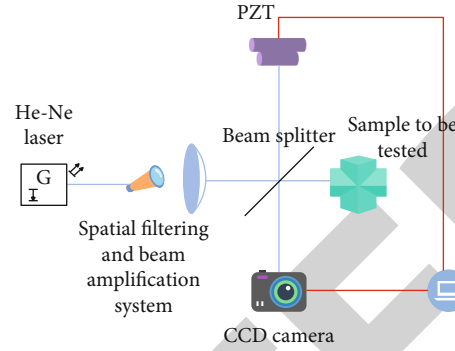 PZT
He-Ne
laser
G
Beam splitter
Sample to be
tested
Spatial filtering
and beam
amplification
system
CCD camera